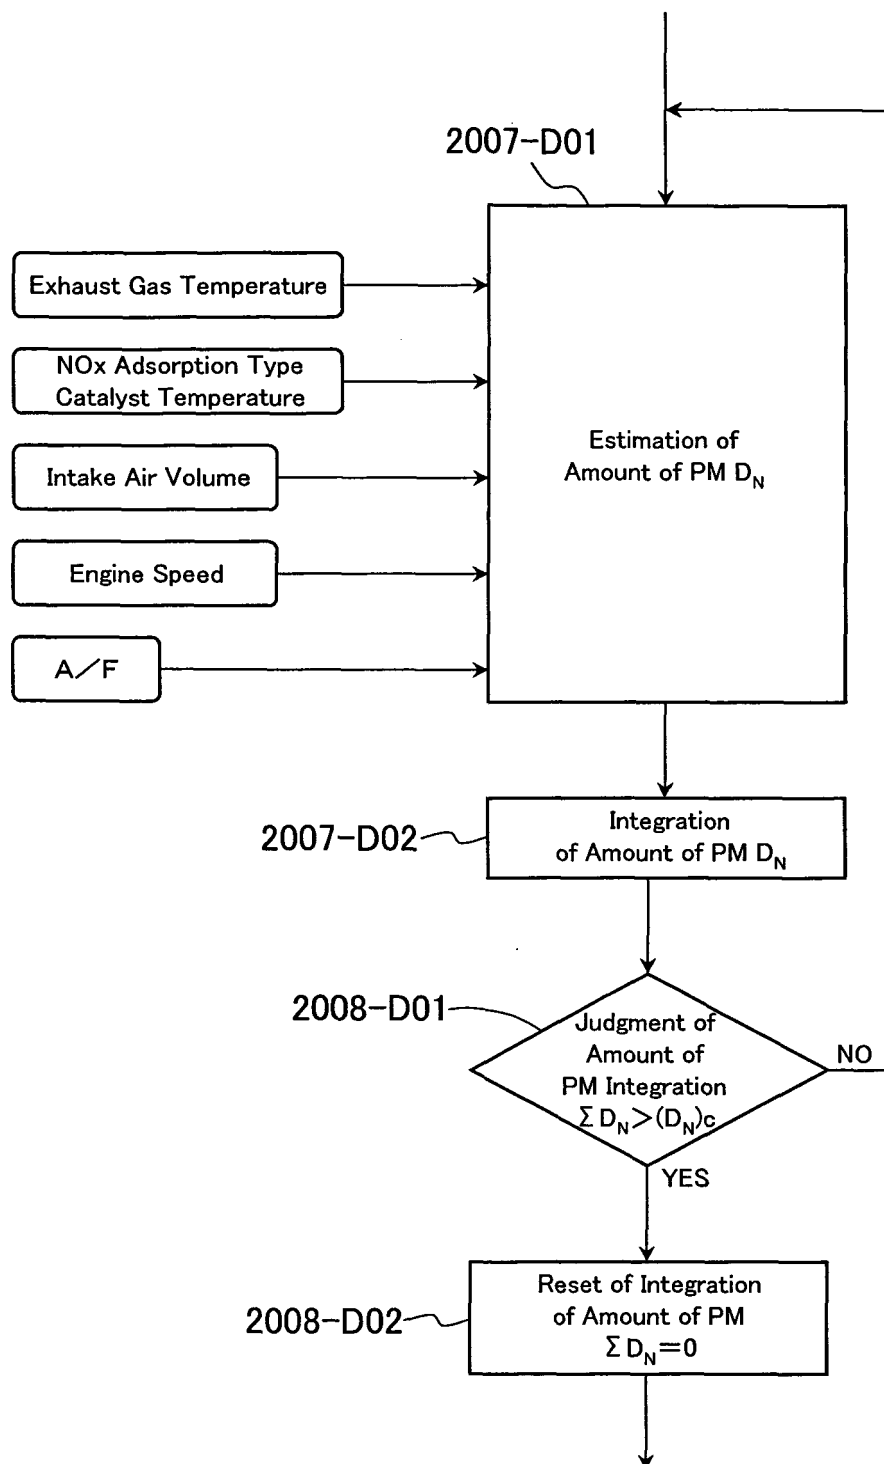 2007-D01
Exhaust Gas Temperature
NOx Adsorption Type
Catalyst Temperature
Intake Air Volume
Engine Speed
A／F
Estimation of
Amount of PM D_N
2007-D02
Integration
of Amount of PM D_N
2008-D01
Judgment of
Amount of
PM Integration
Σ D_N＞(D_N)c
NO
YES
2008-D02
Reset of Integration
of Amount of PM
Σ D_N＝0